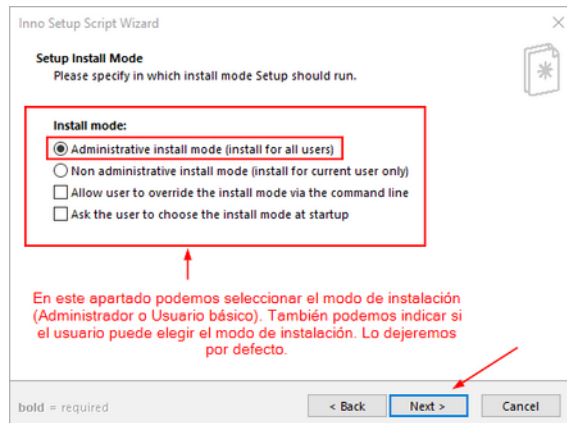 Inno Setup Script Wizard
Setup Install Mode
Please specify in which install mode Setup should run.
Install mode:
Administrative install mode (install for all users)
Non administrative install mode (install for current user only)
Allow user to override the install mode via the command line
Ask the user to choose the install mode at startup
En este apartado podemos seleccionar el modo de instalación
(Administrador o Usuario básico). También podemos indicar si
el usuario puede elegir el modo de instalación. Lo dejeremos
por defecto.
bold = required
< Back
Next >
Cancel